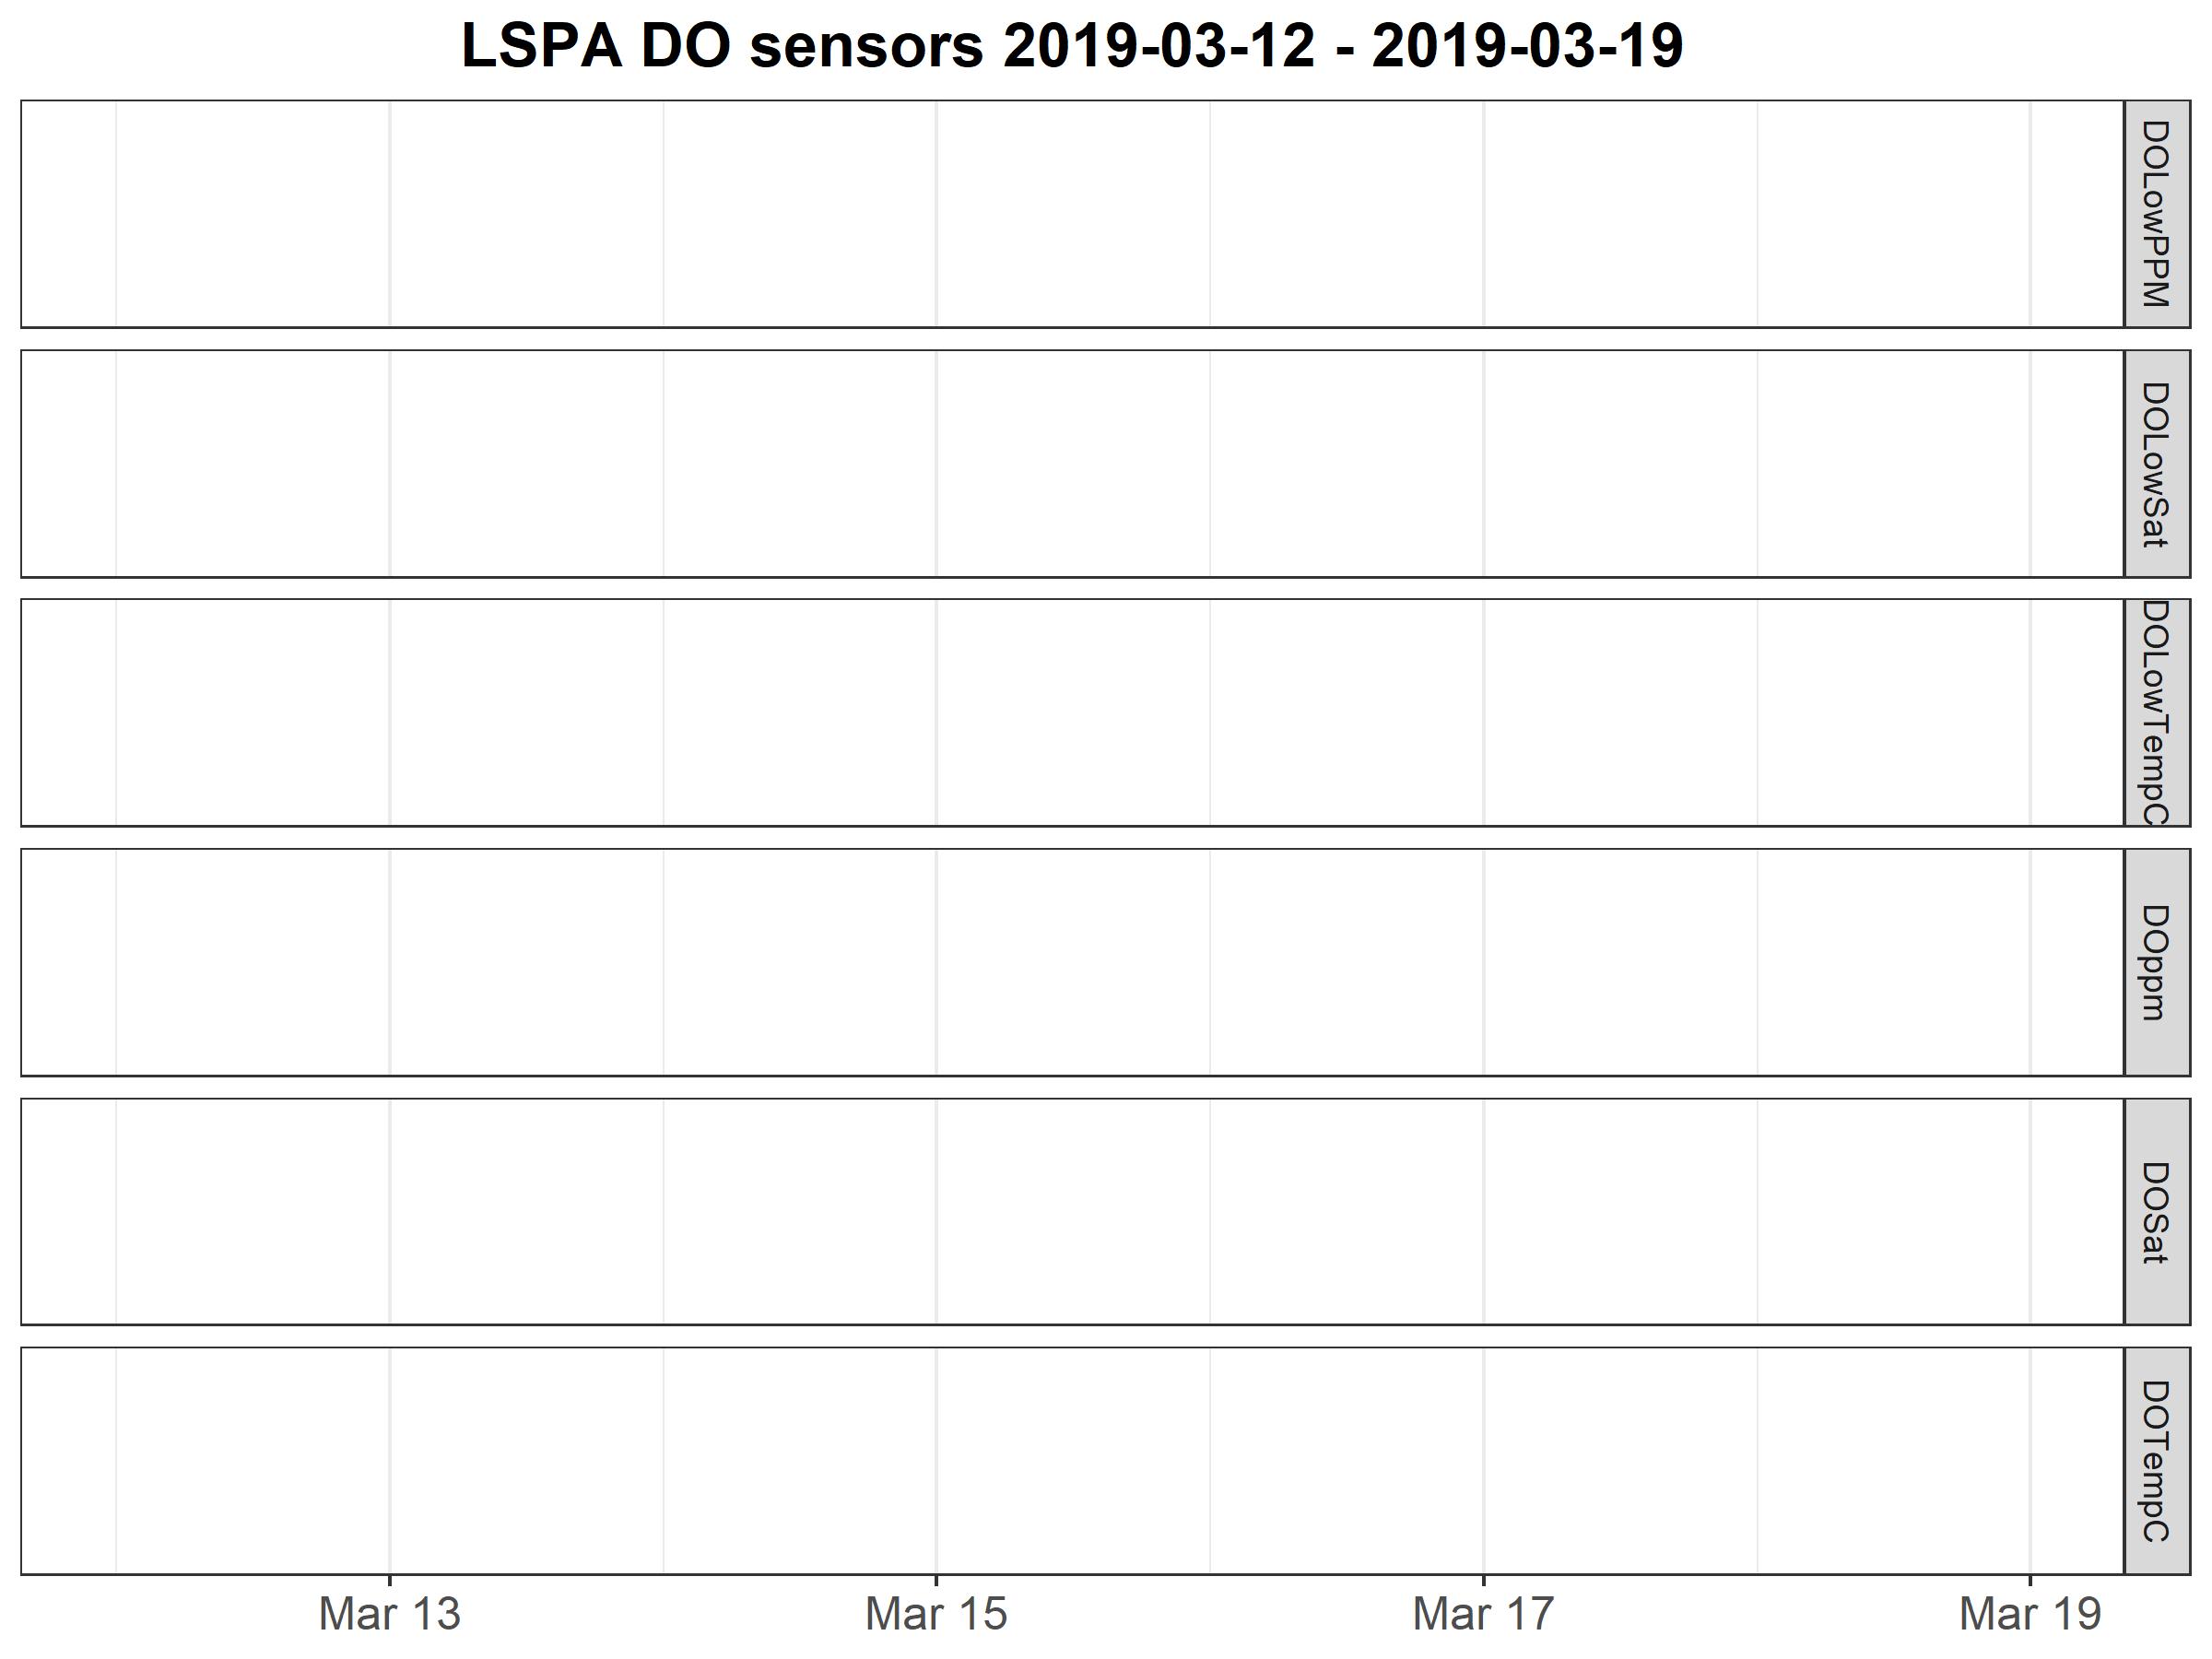 LSPA DO sensors 2019-03-12 - 2019-03-19
DOLowPPM
DOLowSat
DOLowTempC
DOppm
DOSat
DOTempC
Mar 13 Mar 15 Mar 17 Mar 19